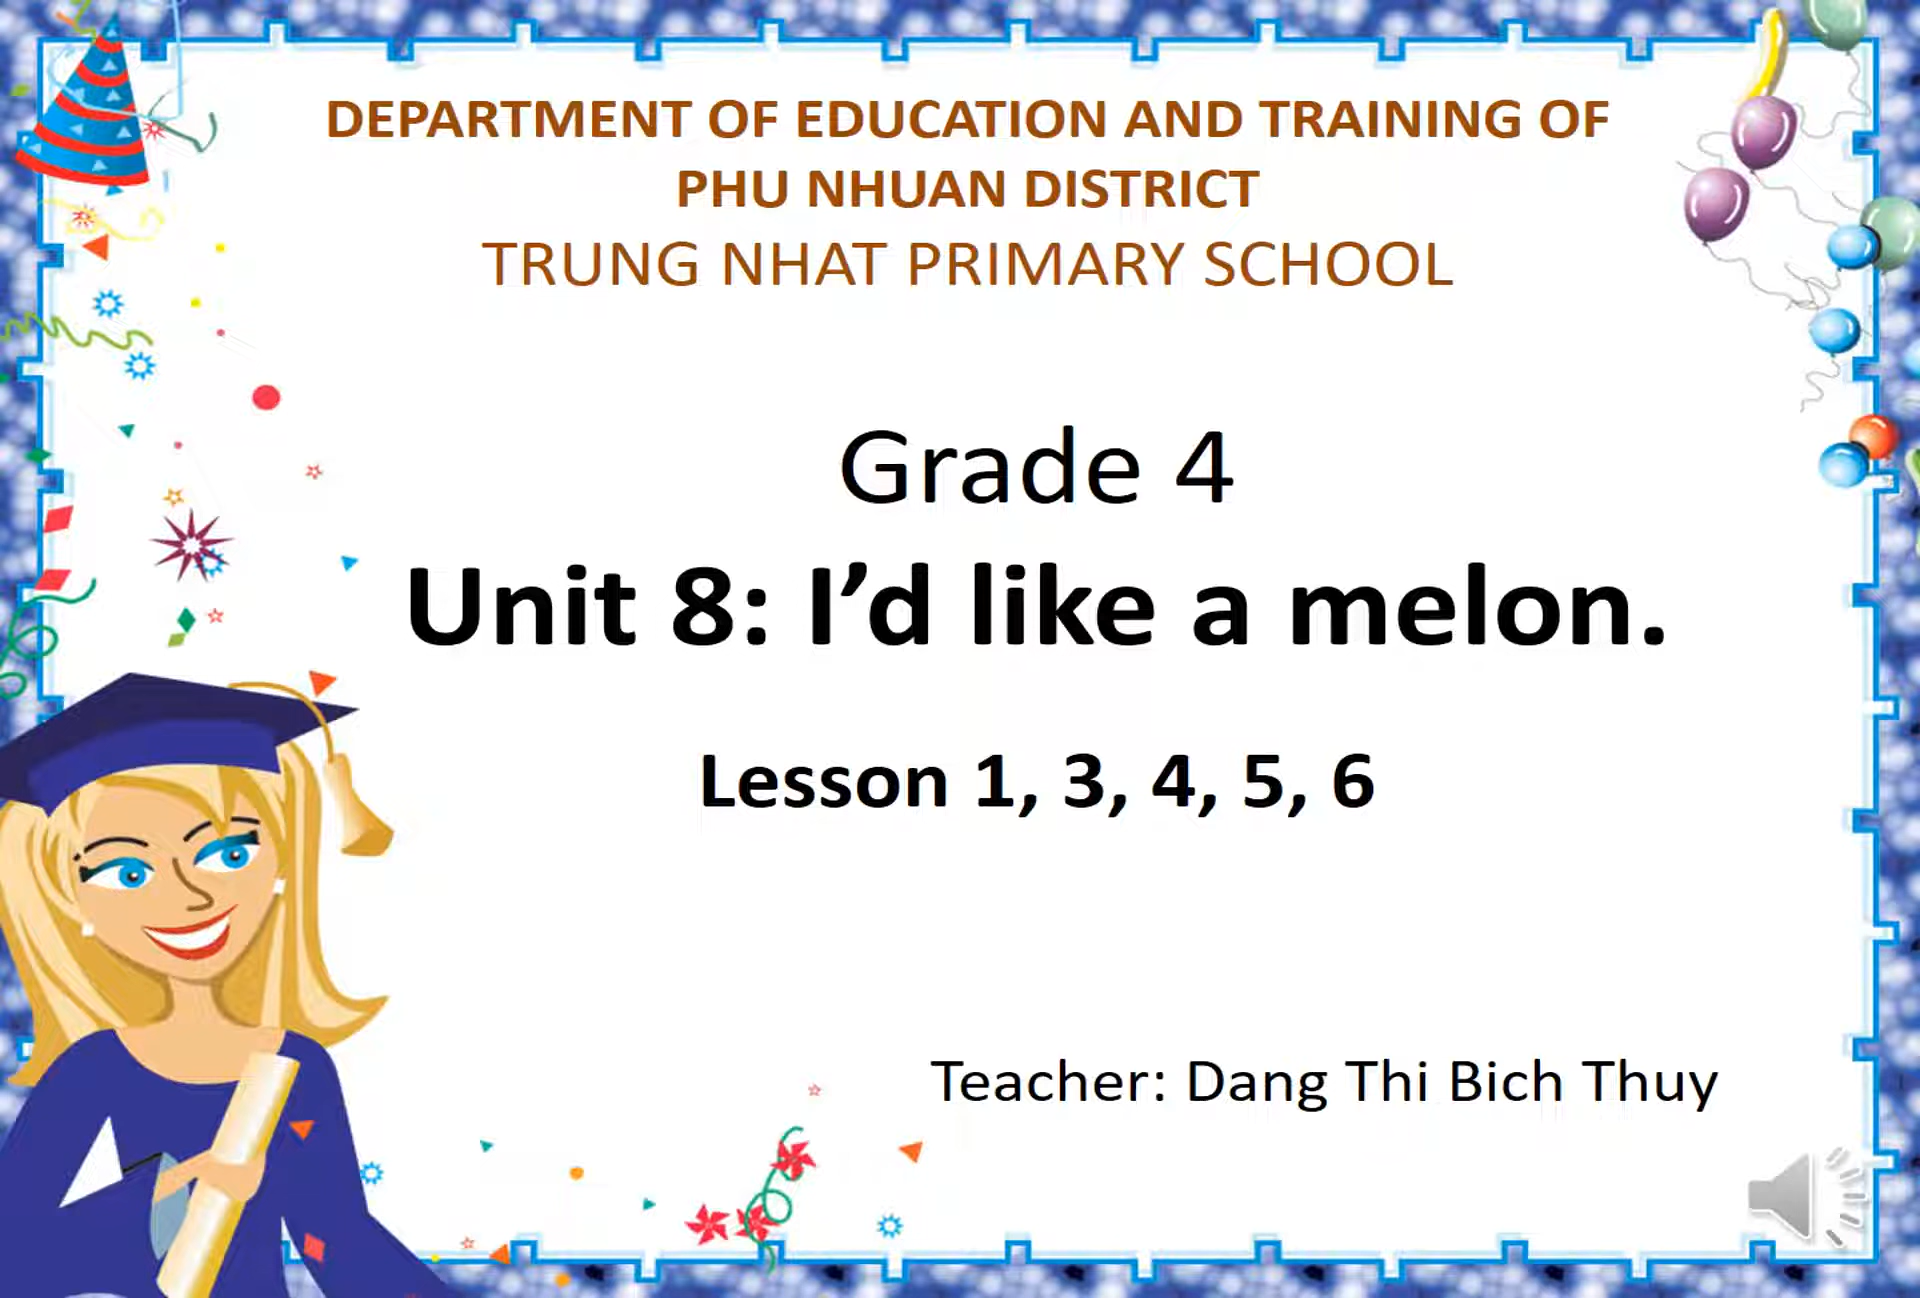 DEPARTMENT OF EDUCATION AND TRAINING OF
PHU NHUAN DISTRICT
TRUNG NHAT PRIMARY SCHOOL
Grade 4
Unit 8: I’d like a melon.
Lesson 1, 3, 4, 5, 6
Teacher: Dang Thi Bich Thuy